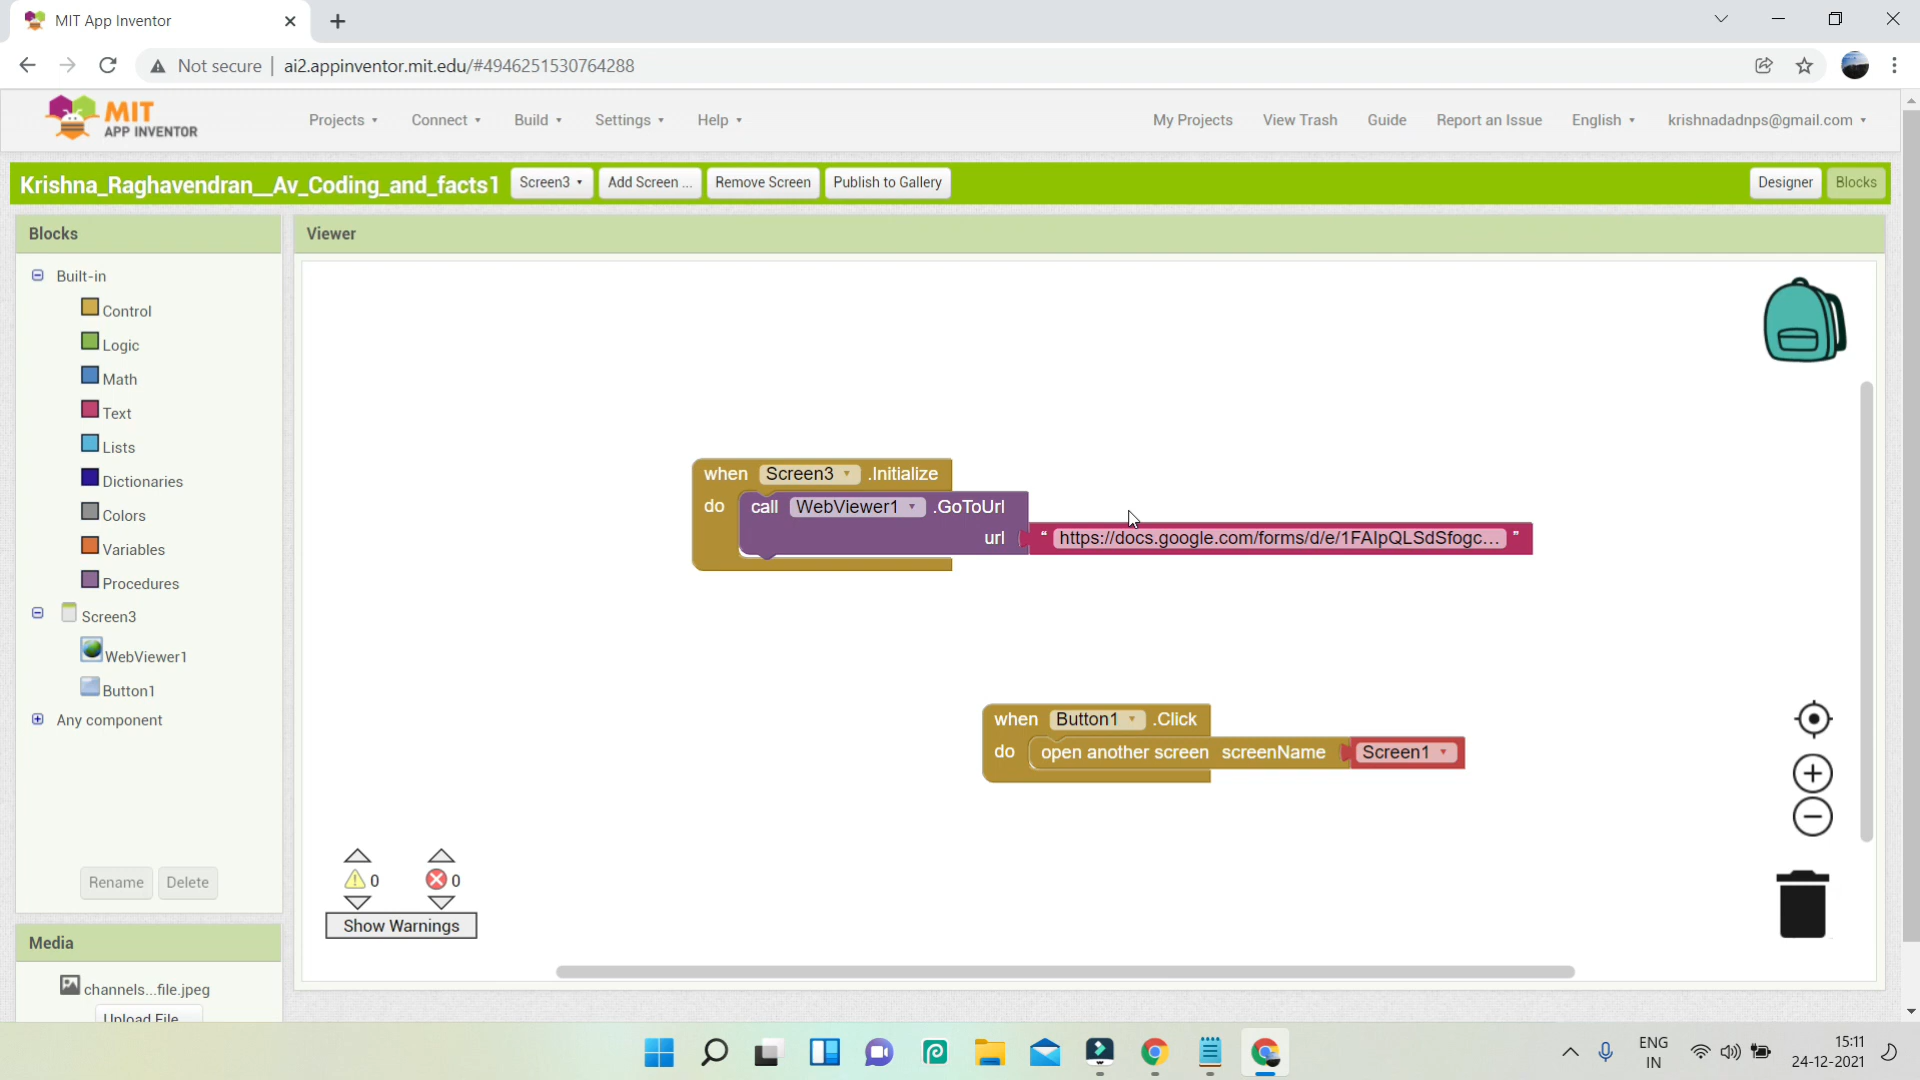 MIT App Inventor
Not secure
ai2.appinventor.mit.edu/#4946251530764288
MIT
APP INVENTOR
Projects
Connect
Build
Settings
Help
My Projects
View Trash
Guide
Report an Issue
English
krishnadadnps@gmail.com
Krishna_Raghavendran__Av_Coding_and_facts1
Screen3
Add Screen ...
Remove Screen
Publish to Gallery
Designer
Blocks
Blocks
Viewer
Built-in
Control
Logic
Math
Text
Lists
Dictionaries
Colors
Variables
Procedures
Screen3
WebViewer1
Button1
Any component
Rename
Delete
Media
channels...file.jpeg
Upload File
when Screen3 .Initialize
do call WebViewer1 .GoToUrl
url “ https://docs.google.com/forms/d/e/1FAIpQLSdSfogc... ”
when Button1 .Click
do open another screen screenName Screen1
0
0
Show Warnings
ENG
IN
15:11
24-12-2021